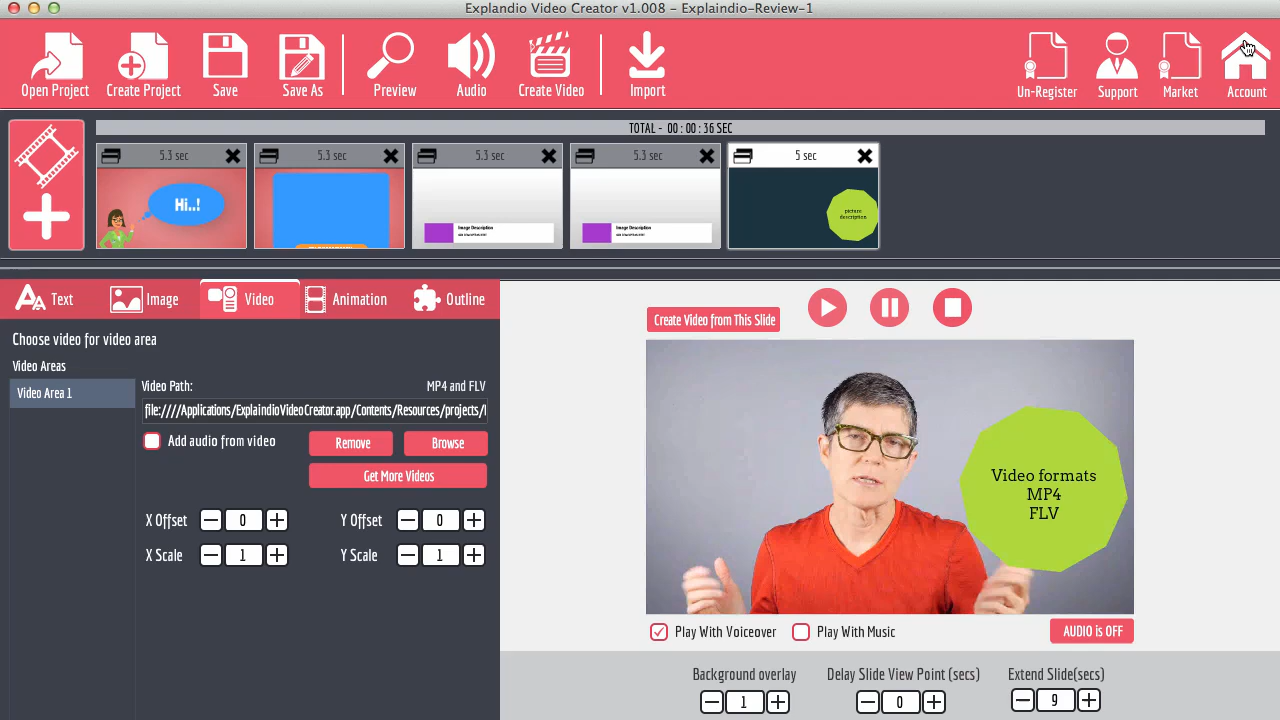 Explandio Video Creator v1.008 - Explaindio-Review-1
Open Project
Create Project
Save
Save As
Preview
Audio
Create Video
Import
Un-Register
Support
Market
Account
TOTAL - 00 : 00 : 36 SEC
5.3 sec
5.3 sec
5.3 sec
5.3 sec
5 sec
Hi..!
Image Description
Image Description
picture
description
Text
Image
Video
Animation
Outline
Choose video for video area
Video Areas
Video Area 1
Video Path:
MP4 and FLV
file:////Applications/ExplaindioVideoCreator.app/Contents/Resources/projects/
Add audio from video
Remove
Browse
Get More Videos
X Offset
0
Y Offset
0
X Scale
1
Y Scale
1
Create Video from This Slide
Video formats
MP4
FLV
Play With Voiceover
Play With Music
AUDIO is OFF
Background overlay
1
Delay Slide View Point (secs)
0
Extend Slide(secs)
9